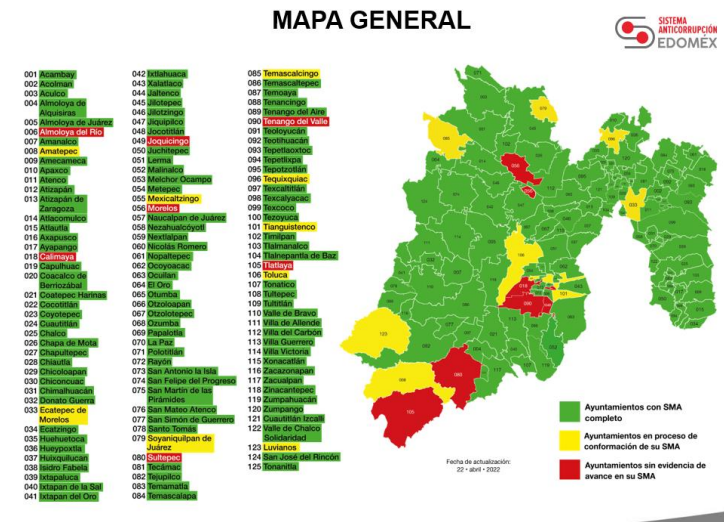 MAPA GENERAL
SISTEMA
ANTICORRUPCIÓN
EDOMÉX
001 Acambay
002 Acolman
003 Aculco
004 Almoloya de
Alquisiras
005 Almoloya de Juárez
006 Almoloya del Río
007 Amanalco
008 Amatepec
009 Amecameca
010 Apaxco
011 Atenco
012 Atizapán
013 Atizapán de
Zaragoza
014 Atlacomulco
015 Atlautla
016 Axapusco
017 Ayapango
018 Calimaya
019 Capulhuac
020 Coacalco de
Berriozábal
021 Coatepec Harinas
022 Cocotitlán
023 Coyotepec
024 Cuautitlán
025 Chalco
026 Chapa de Mota
027 Chapultepec
028 Chiautla
029 Chicoloapan
030 Chiconcuac
031 Chimalhuacán
032 Donato Guerra
033 Ecatepec de
Morelos
034 Ecatzingo
035 Huehuetoca
036 Hueypoxtla
037 Huixquilucan
038 Isidro Fabela
039 Ixtapaluca
040 Ixtapan de la Sal
041 Ixtapan del Oro
042 Ixtlahuaca
043 Xalatlaco
044 Jaltenco
045 Jilotepec
046 Jilotzingo
047 Jiquipilco
048 Jocotitlán
049 Joquicingo
050 Juchitepec
051 Lerma
052 Malinalco
053 Melchor Ocampo
054 Metepec
055 Mexicaltzingo
056 Morelos
057 Naucalpan de Juárez
058 Nezahualcóyotl
059 Nextlalpan
060 Nicolás Romero
061 Nopaltepec
062 Ocoyoacac
063 Ocuilan
064 El Oro
065 Otumba
066 Otzoloapan
067 Otzolotepec
068 Ozumba
069 Papalotla
070 La Paz
071 Polotitlán
072 Rayón
073 San Antonio la Isla
074 San Felipe del Progreso
075 San Martín de las
Pirámides
076 San Mateo Atenco
077 San Simón de Guerrero
078 Santo Tomás
079 Soyaniquilpan de
Juárez
080 Sultepec
081 Tecámac
082 Tejupilco
083 Temamatla
084 Temascalapa
085 Temascalcingo
086 Temascaltepec
087 Temoaya
088 Tenancingo
089 Tenango del Aire
090 Tenango del Valle
091 Teoloyucán
092 Teotihuacán
093 Tepetlaoxtoc
094 Tepetlixpa
095 Tepotzotlán
096 Tequixquiac
097 Texcaltitlán
098 Texcalyacac
099 Texcoco
100 Tezoyuca
101 Tianguistenco
102 Timilpan
103 Tlalmanalco
104 Tlalnepantla de Baz
105 Tlatlaya
106 Toluca
107 Tonatico
108 Tultepec
109 Tultitlán
110 Valle de Bravo
111 Villa de Allende
112 Villa del Carbón
113 Villa Guerrero
114 Villa Victoria
115 Xonacatlán
116 Zacazonapan
117 Zacualpan
118 Zinacantepec
119 Zumpahuacán
120 Zumpango
121 Cuautitlán Izcalli
122 Valle de Chalco
Solidaridad
123 Luvianos
124 San José del Rincón
125 Tonanitla
Ayuntamientos con SMA
completo
Ayuntamientos en proceso de
conformación de su SMA
Ayuntamientos sin evidencia de
avance en su SMA
Fecha de actualización:
22 • abril • 2022